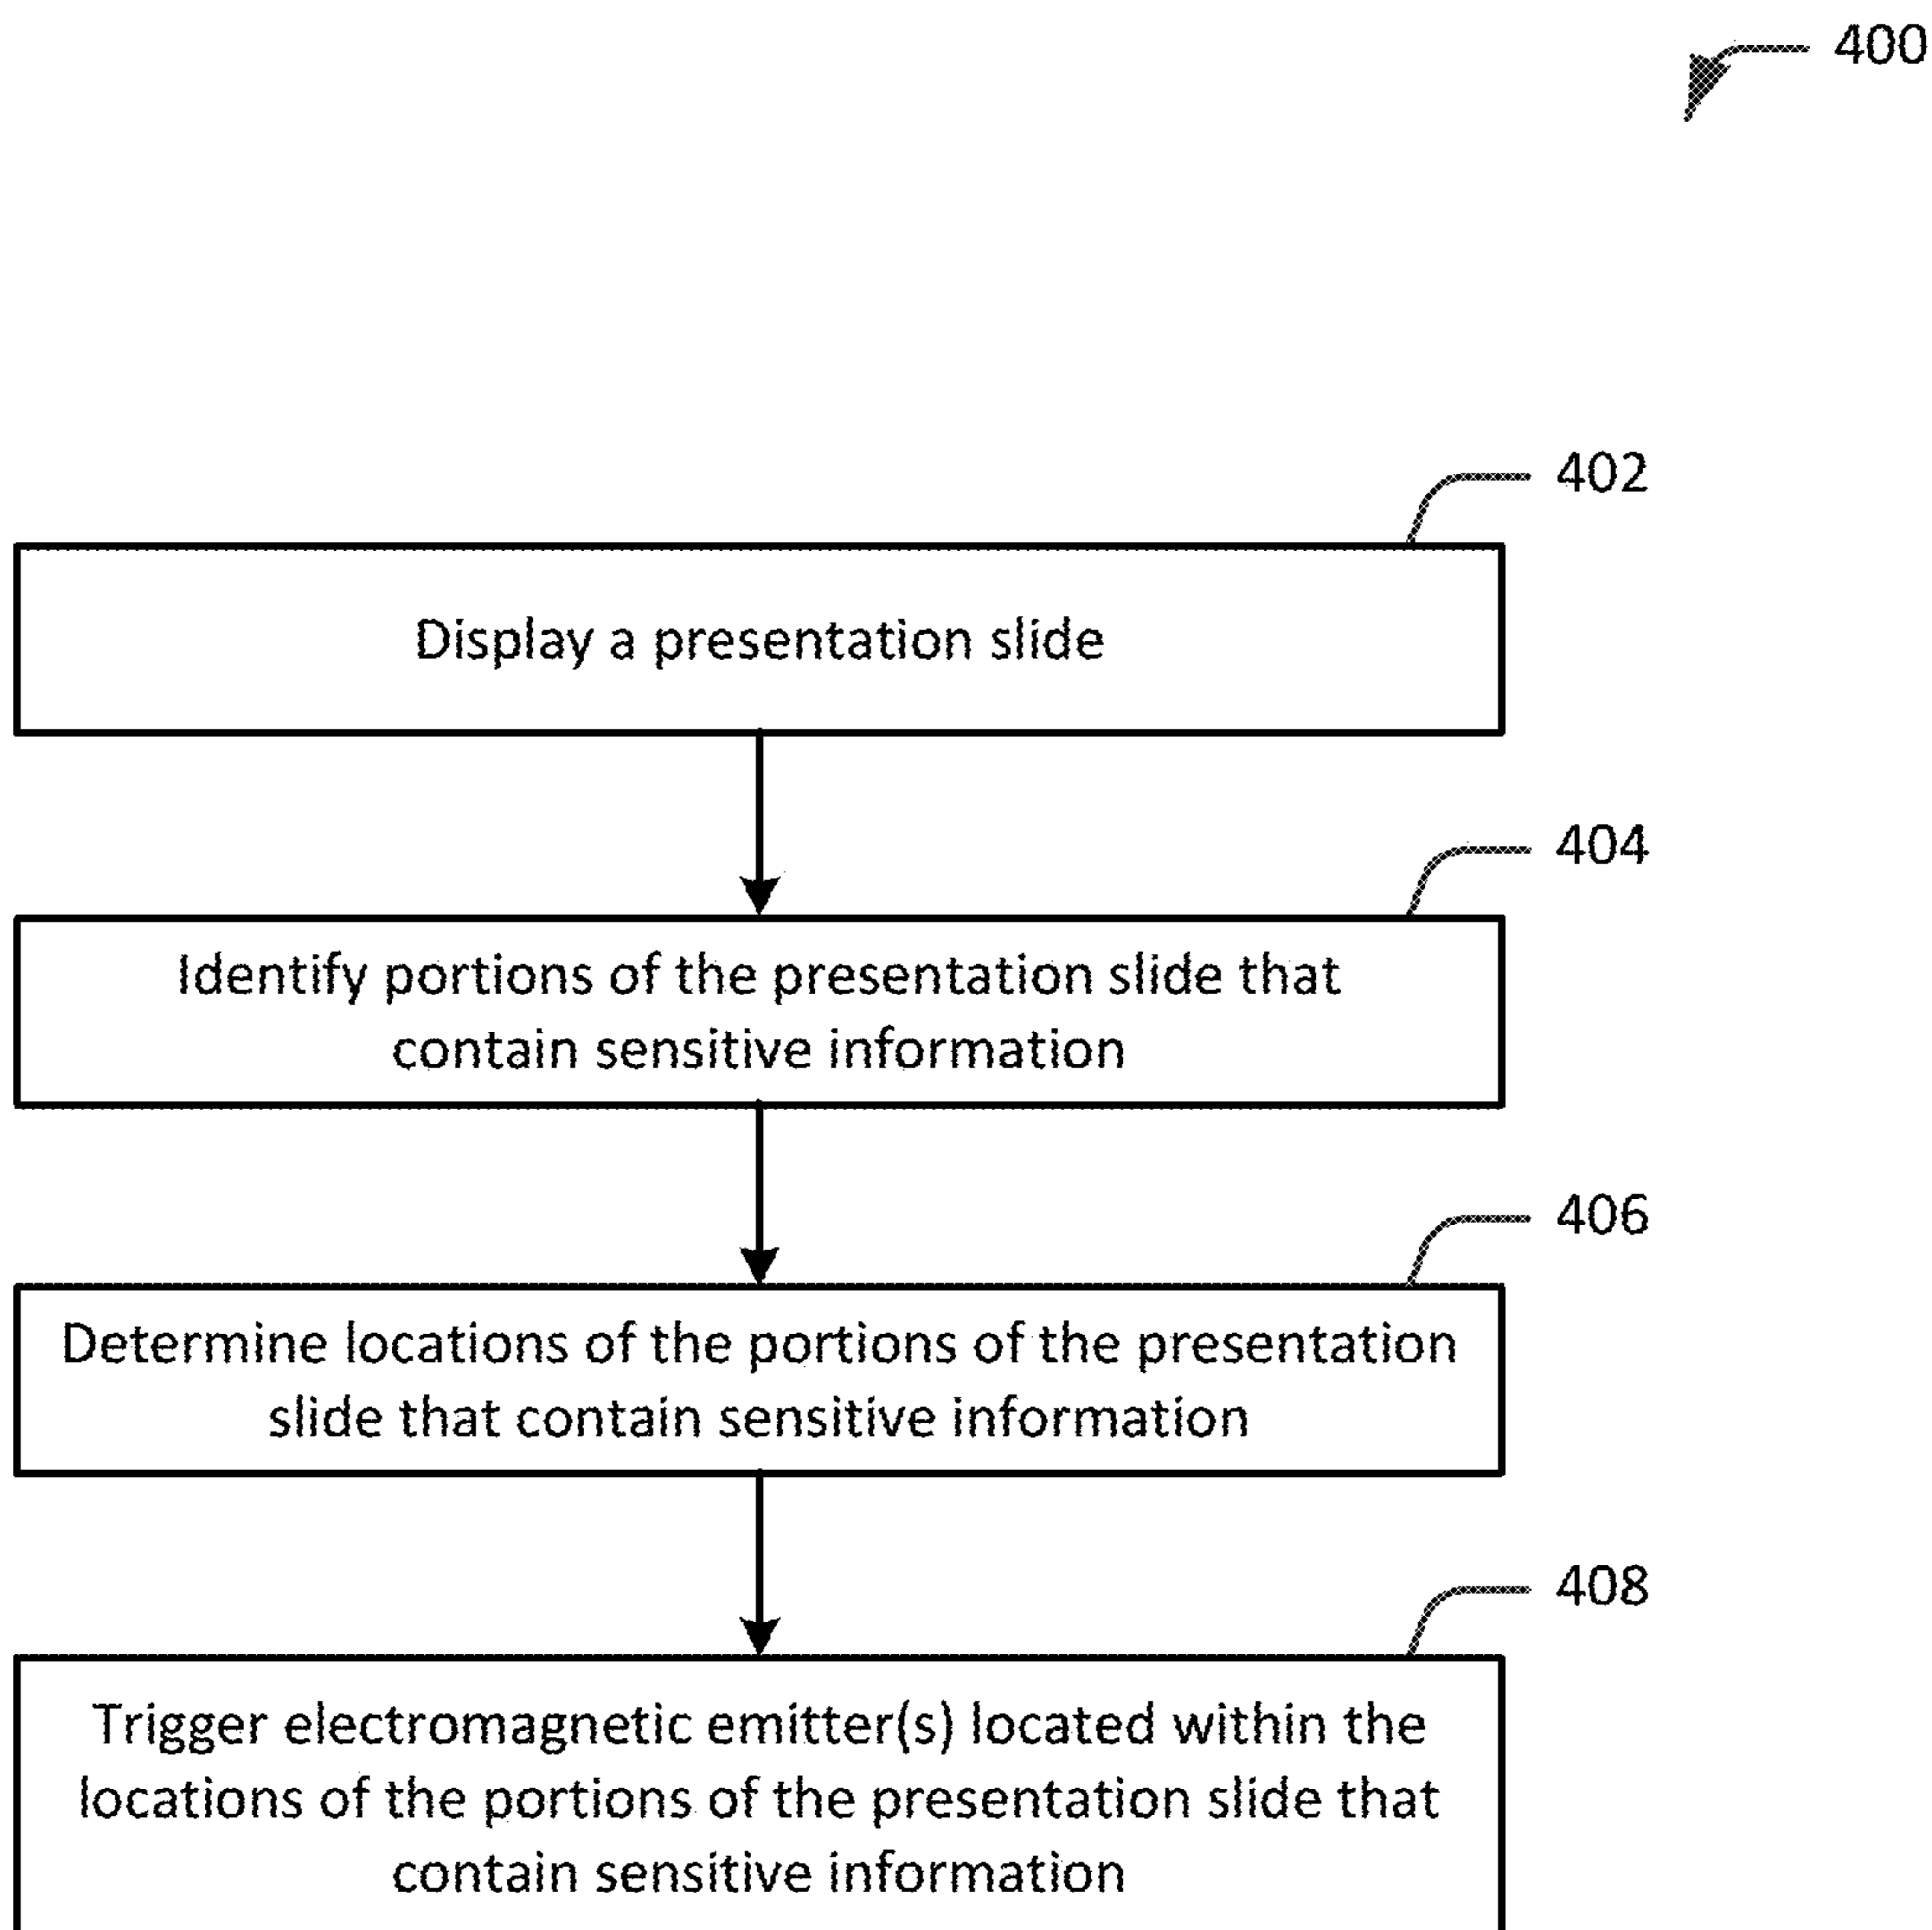 400
402
Display a presentation slide
404
Identify portions of the presentation slide that
contain sensitive information
406
Determine locations of the portions of the presentation
slide that contain sensitive information
408
Trigger electromagnetic emitter(s) located within the
locations of the portions of the presentation slide that
contain sensitive information